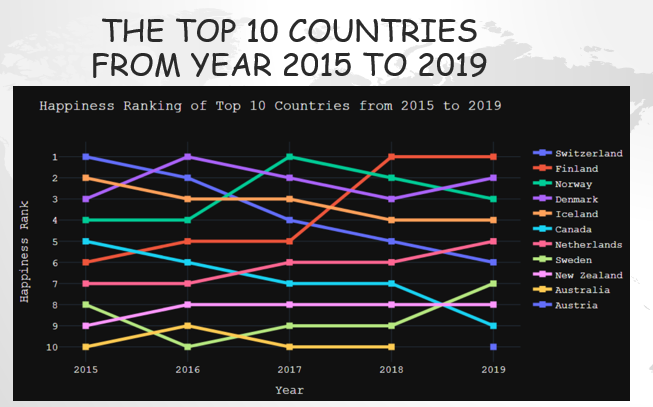 THE TOP 10 COUNTRIES
FROM YEAR 2015 TO 2019
Happiness Ranking of Top 10 Countries from 2015 to 2019
Happiness Rank
1
2
3
4
5
6
7
8
9
10
2015 2016 2017 2018 2019
Year
Switzerland
Finland
Norway
Denmark
Iceland
Canada
Netherlands
Sweden
New Zealand
Australia
Austria